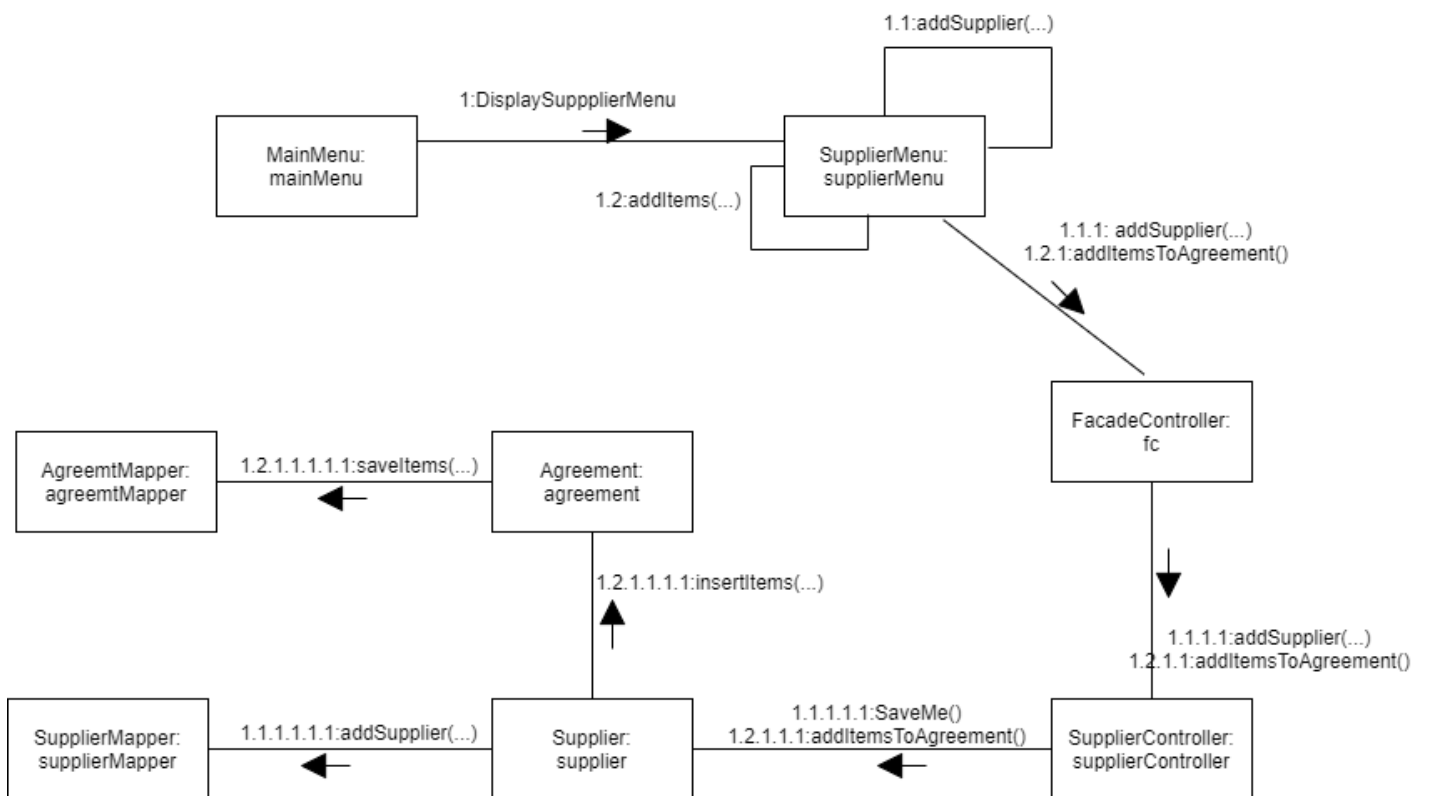 1.1:addSupplier(...)
1:DisplaySuppplierMenu
MainMenu:
mainMenu
SupplierMenu:
supplierMenu
1.2:addItems(...)
1.1.1: addSupplier(...)
1.2.1:addItemsToAgreement()
FacadeController:
fc
AgreemtMapper:
agreemtMapper
1.2.1.1.1.1.1:saveItems(...)
Agreement:
agreement
1.2.1.1.1.1:insertItems(...)
1.1.1.1:addSupplier(...)
1.2.1.1:addItemsToAgreement()
SupplierMapper:
supplierMapper
1.1.1.1.1.1:addSupplier(...)
Supplier:
supplier
1.1.1.1.1:SaveMe()
1.2.1.1.1:addItemsToAgreement()
SupplierController:
supplierController